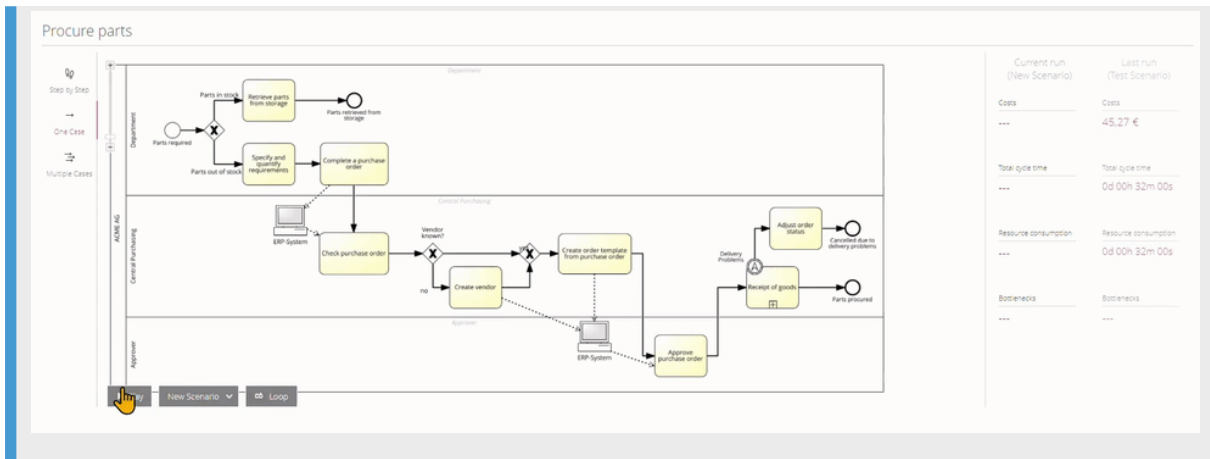 Procure parts
Step by Step
One Case
Multiple Cases
ACME AG
Department
Department
Parts required
Parts in stock
Retrieve parts
from storage
Parts retrieved from
storage
Parts out of stock
Specify and
quantify
requirements
Complete a purchase
order
Central Purchasing
Central Purchasing
ERP-System
Check purchase order
Vendor
known?
yes
no
Create vendor
Create order template
from purchase order
Delivery
Problems
Adjust order
status
Cancelled due to
delivery problems
Receipt of goods
Parts procured
Approver
Approver
ERP-System
Approve
purchase order
New Scenario
Loop
Current run
(New Scenario)
Last run
(Test Scenario)
Costs
Costs
---
45,27 €
Total cycle time
Total cycle time
---
0d 00h 32m 00s
Resource consumption
Resource consumption
---
0d 00h 32m 00s
Bottlenecks
Bottlenecks
---
---